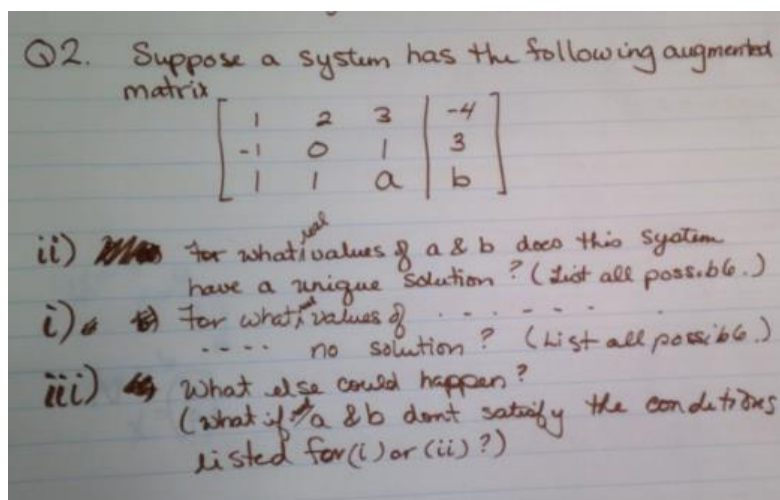 Q2. Suppose a system has the following augmented
matrix
1 2 3 | -4
-1 0 1 | 3
1 1 a | b
ii) For what real values of a & b does this system
have a unique solution? (List all possible.)
i) For what real values of . . . . . . .
. . . . no solution? (List all possible.)
iii) What else could happen?
(what if a & b dont satisfy the conditions
listed for (i) or (ii)?)